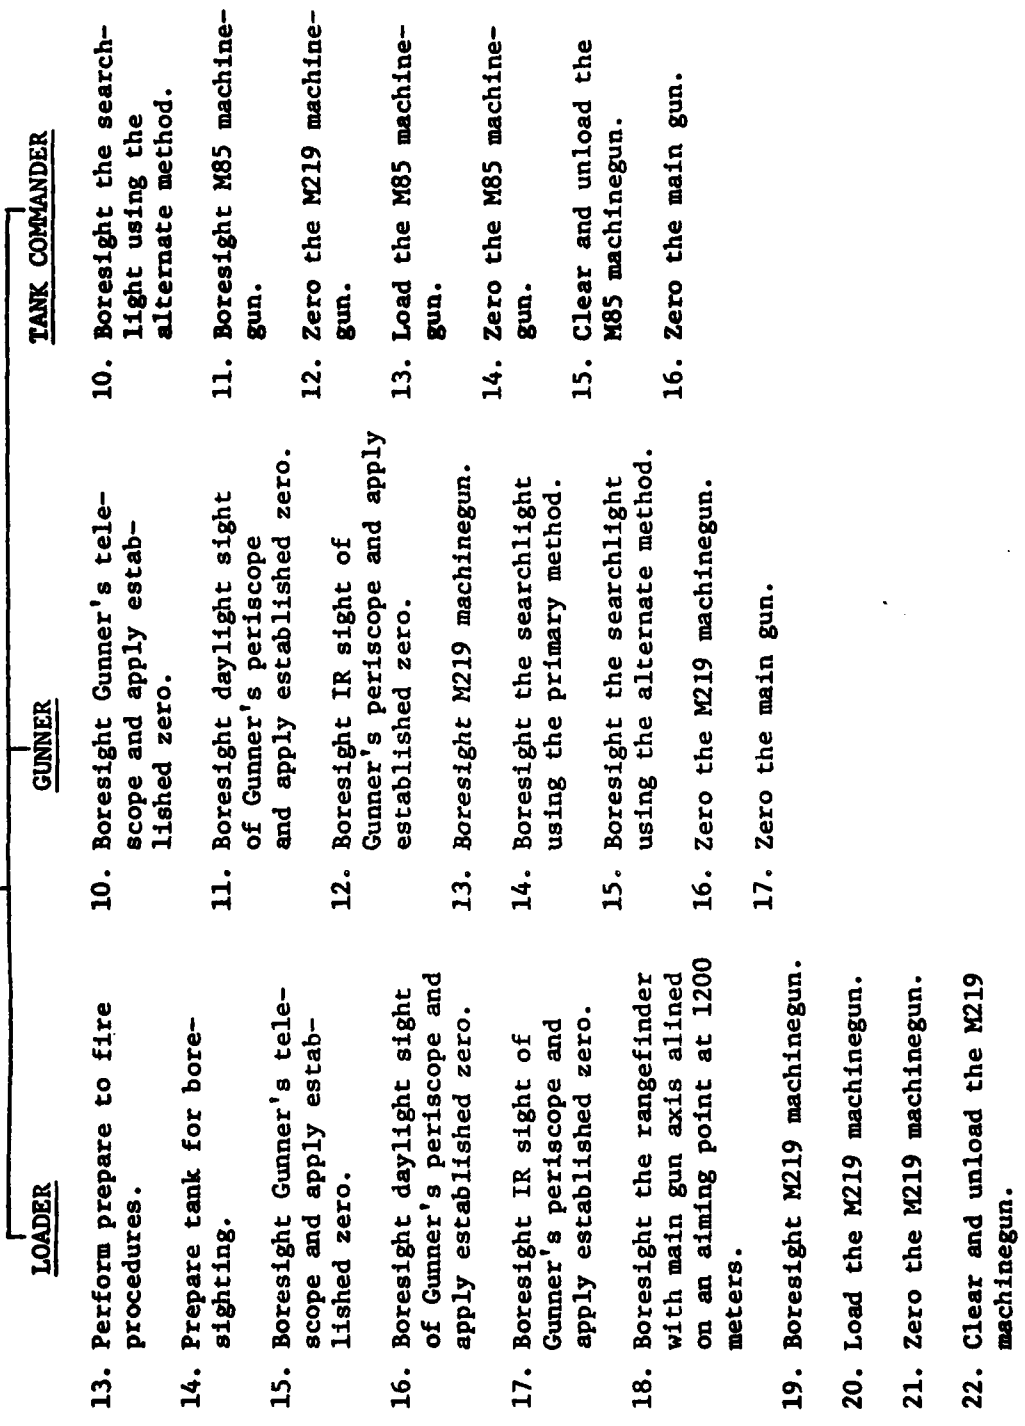 LOADER
13. Perform prepare to fire
procedures.
14. Prepare tank for bore-
sighting.
15. Boresight Gunner's tele-
scope and apply estab-
lished zero.
16. Boresight daylight sight
of Gunner's periscope and
apply established zero.
17. Boresight IR sight of
Gunner's periscope and
apply established zero.
18. Boresight the rangefinder
with main gun axis alined
on an aiming point at 1200
meters.
19. Boresight M219 machinegun.
20. Load the M219 machinegun.
21. Zero the M219 machinegun.
22. Clear and unload the M219
machinegun.
GUNNER
10. Boresight Gunner's tele-
scope and apply estab-
lished zero.
11. Boresight daylight sight
of Gunner's periscope
and apply established zero.
12. Boresight IR sight of
Gunner's periscope and apply
established zero.
13. Boresight M219 machinegun.
14. Boresight the searchlight
using the primary method.
15. Boresight the searchlight
using the alternate method.
16. Zero the M219 machinegun.
17. Zero the main gun.
TANK COMMANDER
10. Boresight the search-
light using the
alternate method.
11. Boresight M85 machine-
gun.
12. Zero the M219 machine-
gun.
13. Load the M85 machine-
gun.
14. Zero the M85 machine-
gun.
15. Clear and unload the
M85 machinegun.
16. Zero the main gun.